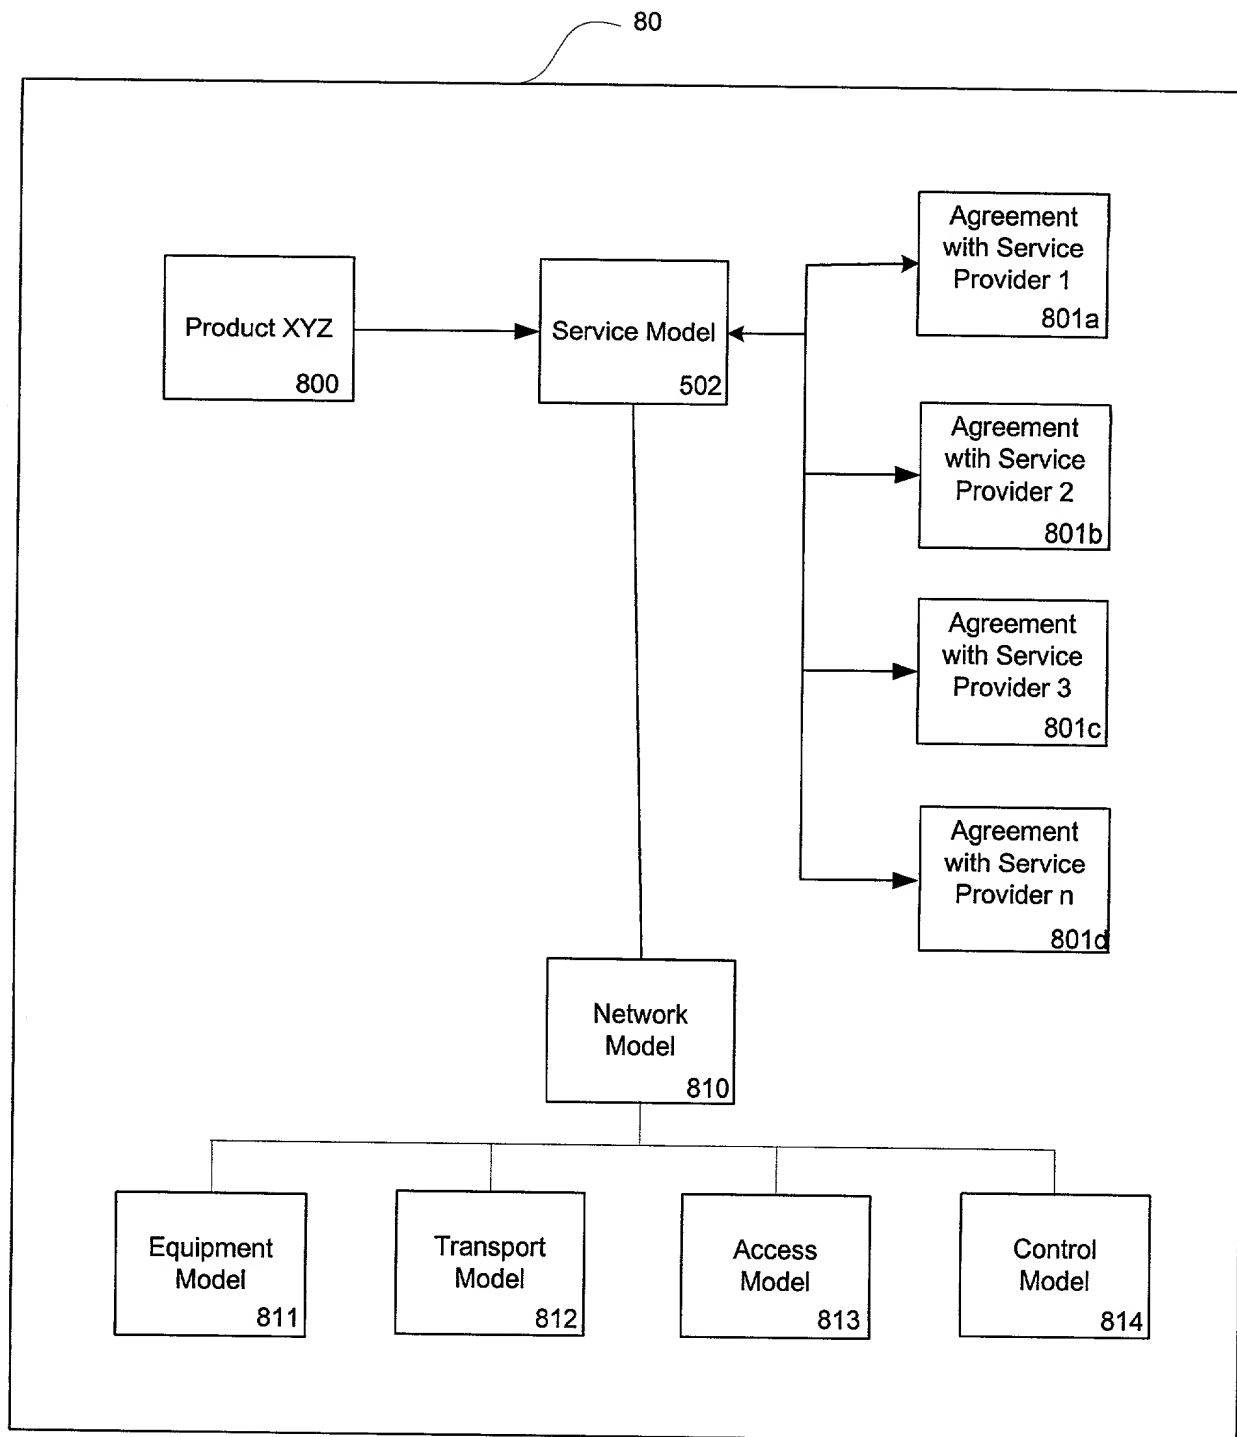 80
Product XYZ
800
Service Model
502
Agreement
with Service
Provider 1
801a
Agreement
wtih Service
Provider 2
801b
Agreement
with Service
Provider 3
801c
Agreement
with Service
Provider n
801d
Network
Model
810
Equipment
Model
811
Transport
Model
812
Access
Model
813
Control
Model
814